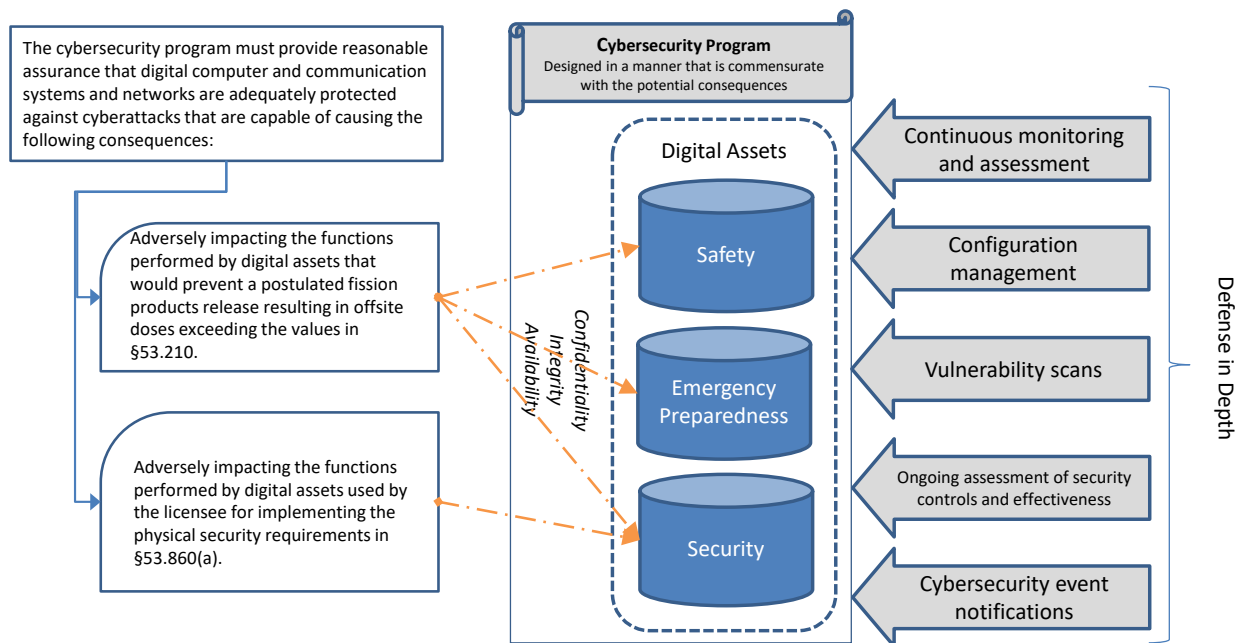 The cybersecurity program must provide reasonable
assurance that digital computer and communication
systems and networks are adequately protected
against cyberattacks that are capable of causing the
following consequences:
Adversely impacting the functions
performed by digital assets that
would prevent a postulated fission
products release resulting in offsite
doses exceeding the values in
§53.210.
Adversely impacting the functions
performed by digital assets used by
the licensee for implementing the
physical security requirements in
§53.860(a).
Cybersecurity Program
Designed in a manner that is commensurate
with the potential consequences
Digital Assets
Safety
Emergency
Preparedness
Security
Confidentiality
Integrity
Availability
Continuous monitoring
and assessment
Configuration
management
Vulnerability scans
Ongoing assessment of security
controls and effectiveness
Cybersecurity event
notifications
Defense in Depth